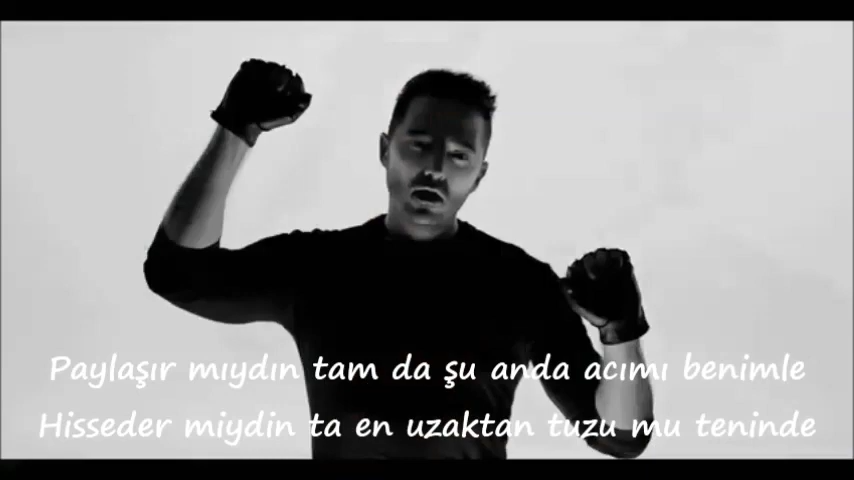 Paylaşır mıydın tam da şu anda acımı benimle
Hisseder miydin ta en uzaktan tuzu mu teninde